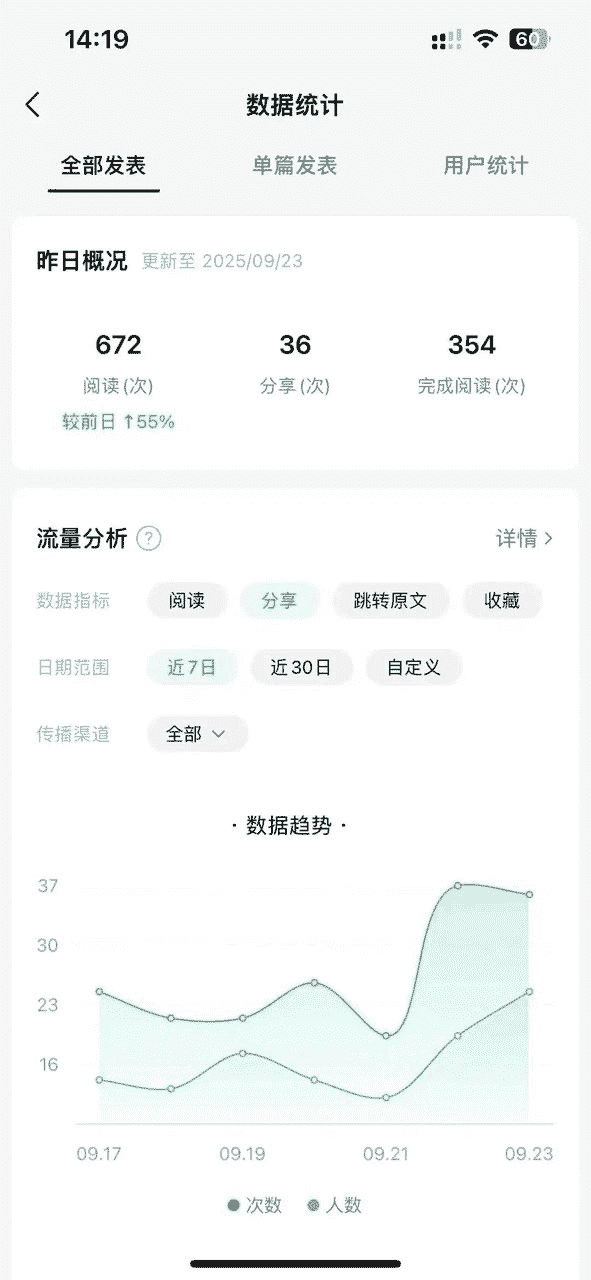 14:19
60
数据统计
全部发表 单篇发表 用户统计
昨日概况 更新至 2025/09/23
672 36 354
阅读(次) 分享(次) 完成阅读(次)
较前日 ↑55%
流量分析 ? 详情 >
数据指标 阅读 分享 跳转原文 收藏
日期范围 近7日 近30日 自定义
传播渠道 全部
· 数据趋势 ·
37
30
23
16
09.17 09.19 09.21 09.23
次数 人数